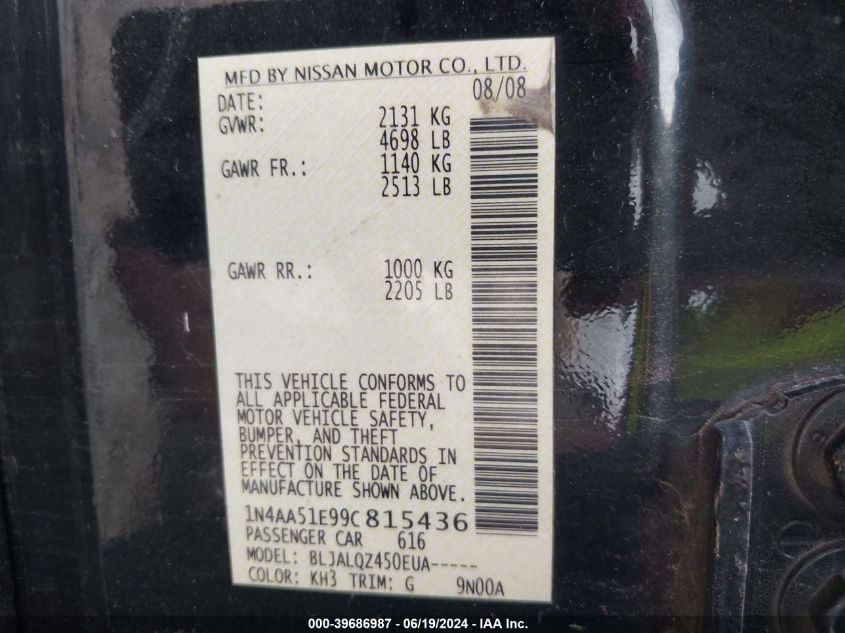 MFD BY NISSAN MOTOR CO., LTD.
DATE: 08/08
GVWR: 2131 KG
4698 LB
GAWR FR.: 1140 KG
2513 LB
GAWR RR.: 1000 KG
2205 LB
THIS VEHICLE CONFORMS TO
ALL APPLICABLE FEDERAL
MOTOR VEHICLE SAFETY,
BUMPER, AND THEFT
PREVENTION STANDARDS IN
EFFECT ON THE DATE OF
MANUFACTURE SHOWN ABOVE.
1N4AA51E99C815436
PASSENGER CAR 616
MODEL: BLJALQZ450EUA-----
COLOR: KH3 TRIM: G 9N00A
000-39686987 - 06/19/2024 - IAA Inc.